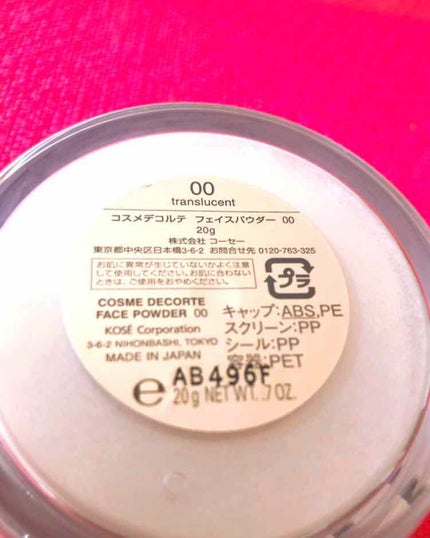 00
translucent
コスメデコルテ フェイスパウダー 00
20g
株式会社 コーセー
東京都中央区日本橋3-6-2 お問合せ先 0120-763-325
お肌に異常が生じていないかよく注意
して使用してください。お肌に合わない
ときは、ご使用をおやめください。
プラ
COSME DECORTE
FACE POWDER 00
KOSÉ Corporation
3-6-2 NIHONBASHI, TOKYO
MADE IN JAPAN
キャップ:ABS,PE
スクリーン:PP
シール:PP
容器:PET
AB496F
e 20g NET WT. .7 OZ.